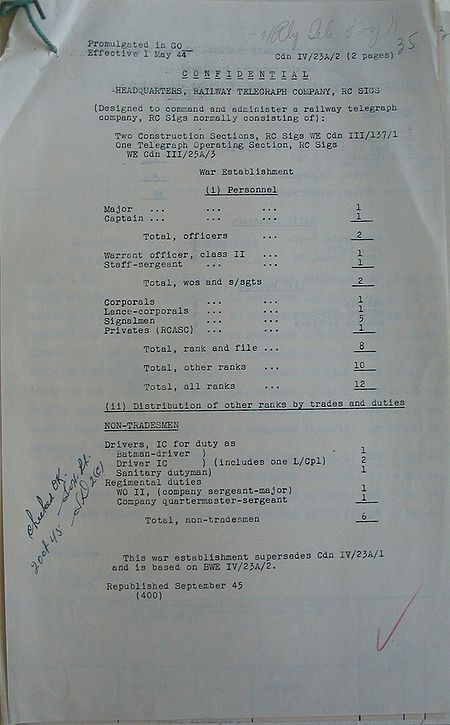 35
Promulgated in GO
Effective 1 May 44 Cdn IV/23A/2 (2 pages)
C O N F I D E N T I A L
HEADQUARTERS, RAILWAY TELEGRAPH COMPANY, RC SIGS
(Designed to command and administer a railway telegraph
company, RC Sigs normally consisting of):
Two Construction Sections, RC Sigs WE Cdn III/137/1
One Telegraph Operating Section, RC Sigs
WE Cdn III/25A/3
War Establishment
(i) Personnel
Major ... ... ... 1
Captain ... ... ... 1
Total, officers ... 2
Warrant officer, class II ... ... 1
Staff-sergeant ... ... 1
Total, wos and s/sgts 2
Corporals ... ... 1
Lance-corporals ... ... 1
Signalmen ... ... 5
Privates (RCASC) ... ... 1
Total, rank and file ... 8
Total, other ranks ... 10
Total, all ranks ... 12
(ii) Distribution of other ranks by trades and duties
NON-TRADESMEN
Drivers, IC for duty as
Batman-driver ) 1
Driver IC ) (includes one L/Cpl) 2
Sanitary dutyman) 1
Regimental duties
WO II, (company sergeant-major) 1
Company quartermaster-sergeant 1
Total, non-tradesmen 6
Checked OK
2 Oct 45
This war establishment supersedes Cdn IV/23A/1
and is based on BWE IV/23A/2.
Republished September 45
(400)